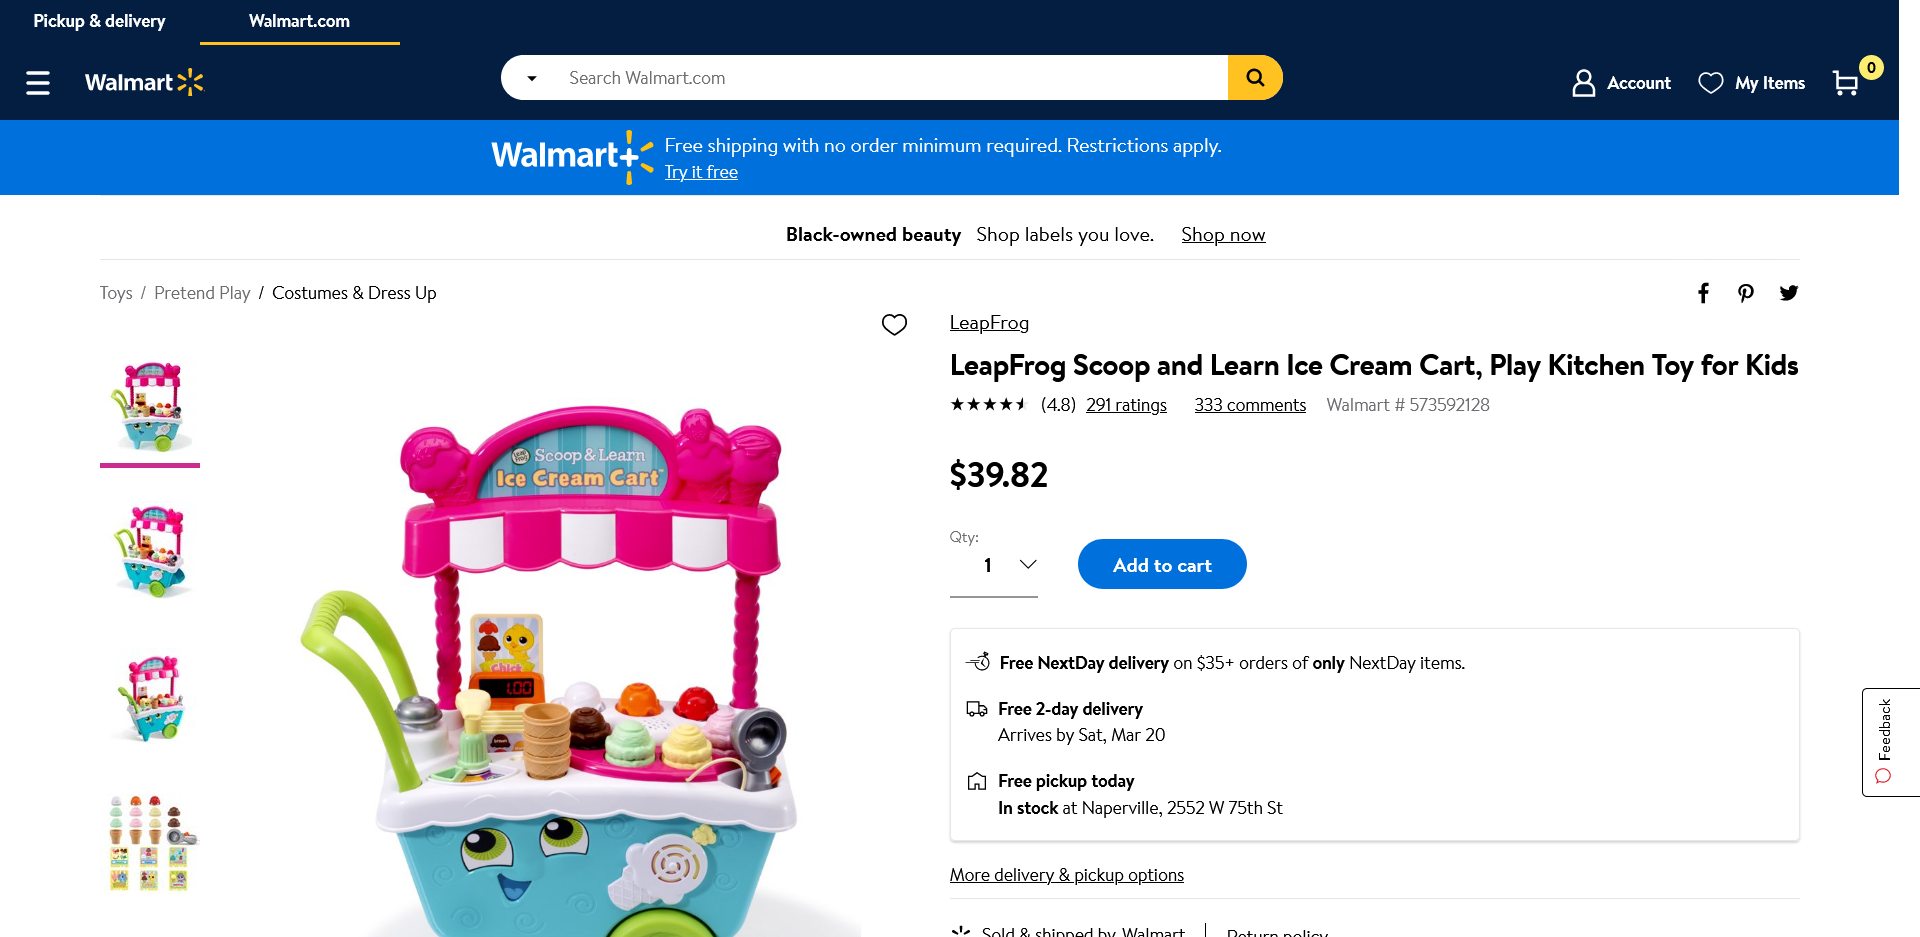 Pickup & delivery
Walmart.com
Walmart
Search Walmart.com
Account
My Items
0
Walmart+
Free shipping with no order minimum required. Restrictions apply.
Try it free
Black-owned beauty Shop labels you love. Shop now
Toys / Pretend Play / Costumes & Dress Up
LeapFrog
LeapFrog Scoop and Learn Ice Cream Cart, Play Kitchen Toy for Kids
(4.8) 291 ratings 333 comments Walmart # 573592128
$39.82
Qty:
1
Add to cart
Free NextDay delivery on $35+ orders of only NextDay items.
Free 2-day delivery
Arrives by Sat, Mar 20
Free pickup today
In stock at Naperville, 2552 W 75th St
More delivery & pickup options
Sold & shipped by Walmart
Return policy
Feedback
Leap Frog
Scoop & Learn
Ice Cream Cart
Chick
1.00